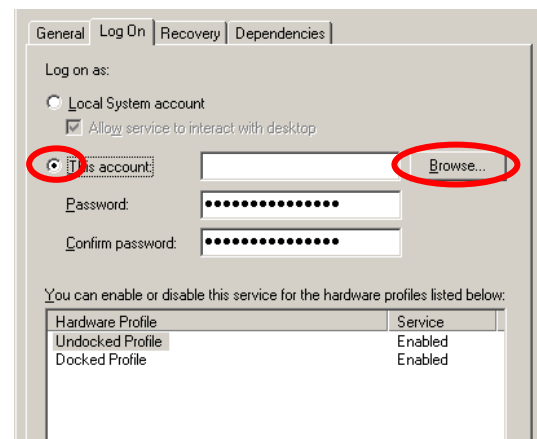 General Log On Recovery Dependencies
Log on as:
Local System account
Allow service to interact with desktop
This account: Browse...
Password: ●●●●●●●●●●●●●●●
Confirm password: ●●●●●●●●●●●●●●●
You can enable or disable this service for the hardware profiles listed below:
Hardware Profile Service
Undocked Profile Enabled
Docked Profile Enabled